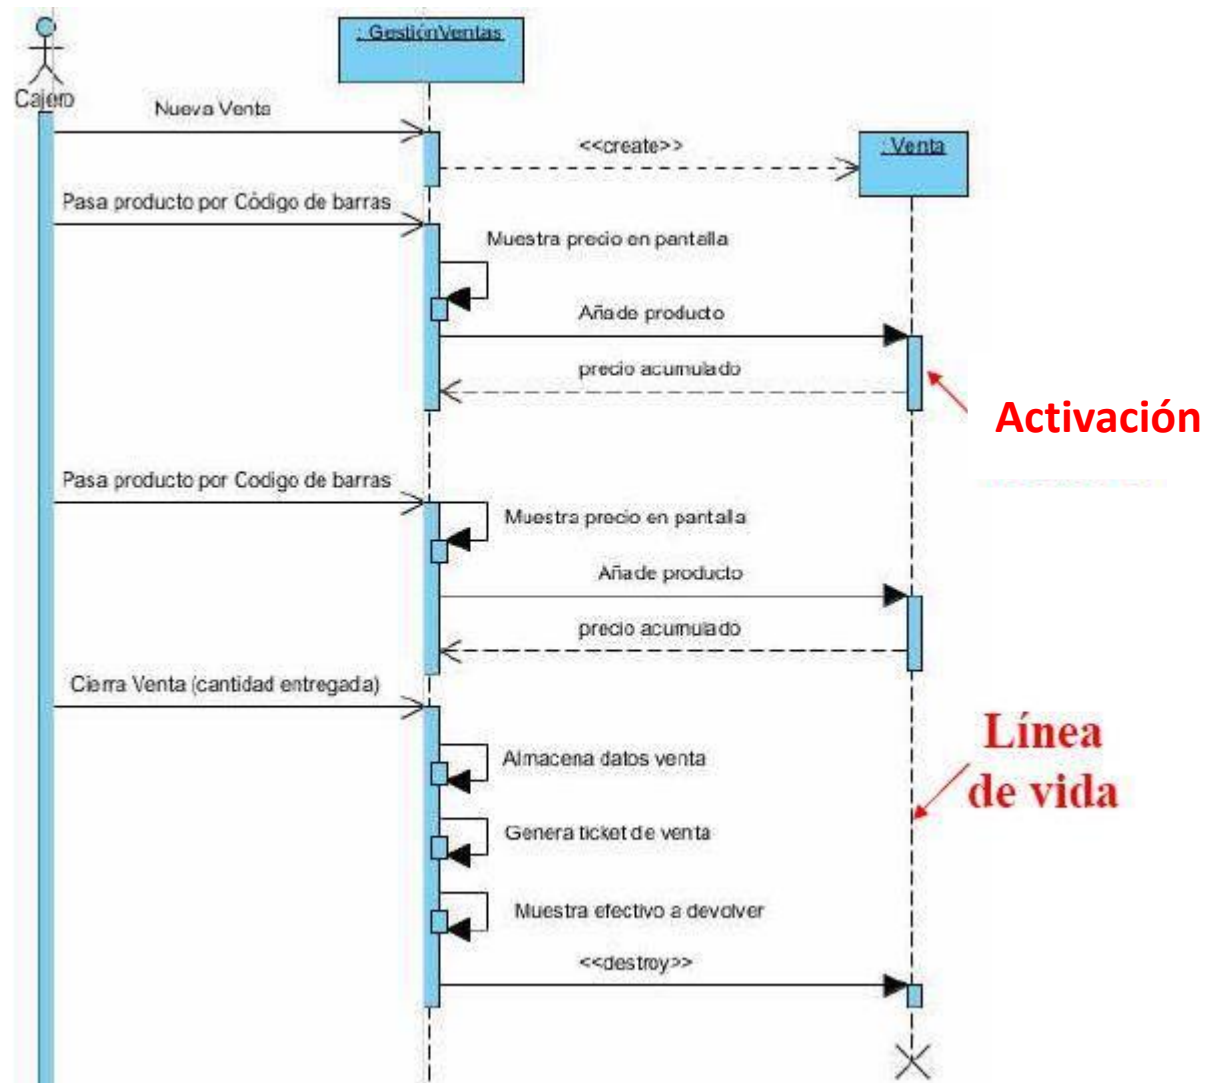 : GestiónVentas
Cajero
Nueva Venta
<<create>>
: Venta
Pasa producto por Código de barras
Muestra precio en pantalla
Añade producto
precio acumulado
Activación
Pasa producto por Codigo de barras
Muestra precio en pantalla
Añade producto
precio acumulado
Cierra Venta (cantidad entregada)
Línea
de vida
Almacena datos venta
Genera ticket de venta
Muestra efectivo a devolver
<<destroy>>